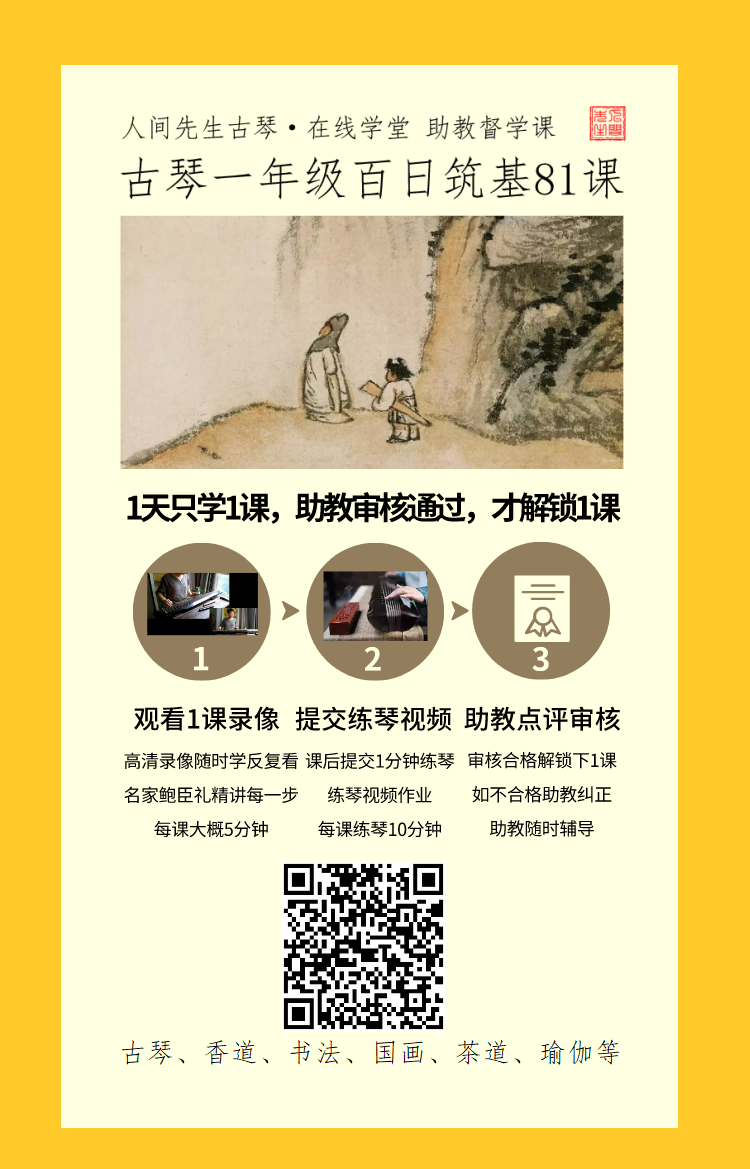 人间先生古琴·在线学堂 助教督学课
人间先生
古琴一年级百日筑基81课
1天只学1课，助教审核通过，才解锁1课
1
2
3
观看1课录像 提交练琴视频 助教点评审核
高清录像随时学反复看 课后提交1分钟练琴 审核合格解锁下1课
名家鲍臣礼精讲每一步 练琴视频作业 如不合格助教纠正
每课大概5分钟 每课练琴10分钟 助教随时辅导
古琴、香道、书法、国画、茶道、瑜伽等